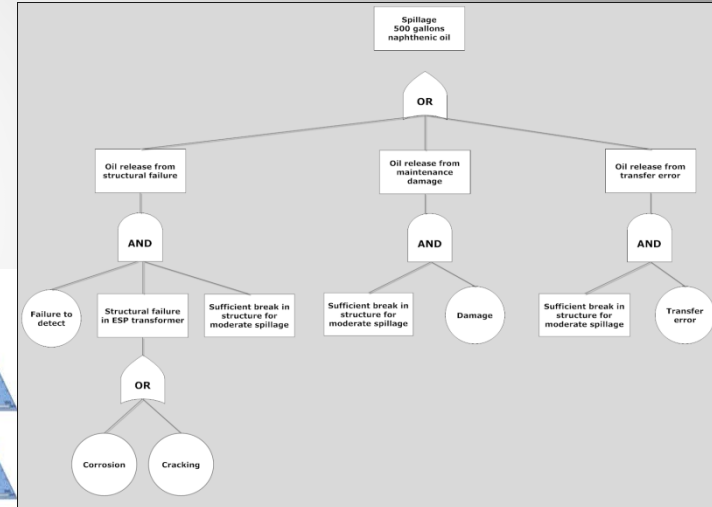 Spillage
500 gallons
naphthenic oil
OR
Oil release from
structural failure
Oil release from
maintenance
damage
Oil release from
transfer error
AND
AND
AND
Failure to
detect
Structural failure
in ESP transformer
Sufficient break in
structure for
moderate spillage
Sufficient break in
structure for
moderate spillage
Damage
Sufficient break in
structure for
moderate spillage
Transfer
error
OR
Corrosion
Cracking